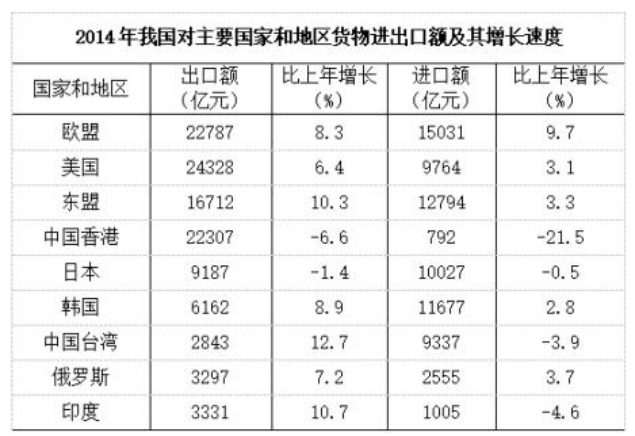 2014年我国对主要国家和地区货物进出口额及其增长速度
国家和地区 出口额（亿元） 比上年增长（%） 进口额（亿元） 比上年增长（%）
欧盟 22787 8.3 15031 9.7
美国 24328 6.4 9764 3.1
东盟 16712 10.3 12794 3.3
中国香港 22307 -6.6 792 -21.5
日本 9187 -1.4 10027 -0.5
韩国 6162 8.9 11677 2.8
中国台湾 2843 12.7 9337 -3.9
俄罗斯 3297 7.2 2555 3.7
印度 3331 10.7 1005 -4.6